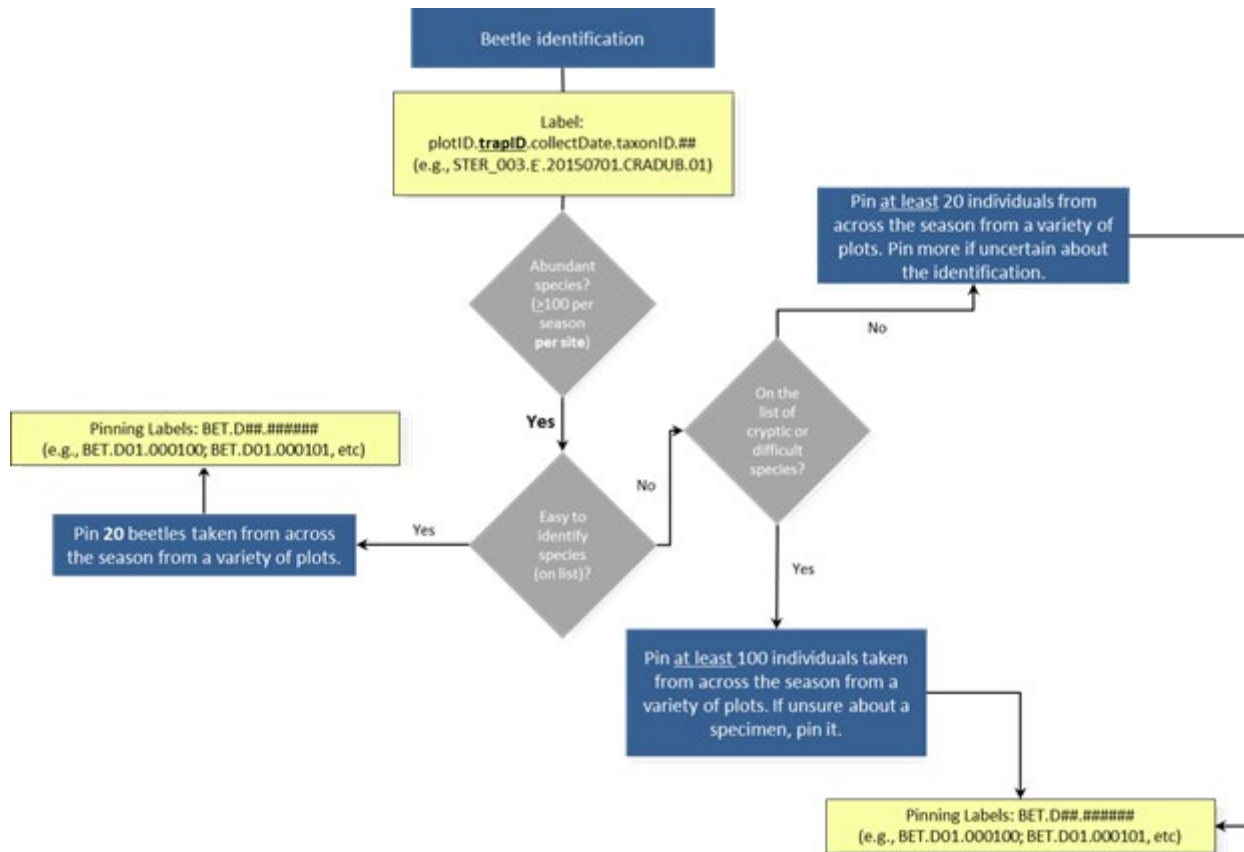 Beetle identification
Label:
plotID.trapID.collectDate.taxonID.##
(e.g., STER_003.E.20150701.CRADUB.01)
Abundant
species?
(≥100 per
season
per site)
Yes
Easy to
identify
species
(on list)?
Yes
Pin 20 beetles taken from across
the season from a variety of plots.
Pinning Labels: BET.D##.######
(e.g., BET.D01.000100; BET.D01.000101, etc)
No
On the
list of
cryptic or
difficult
species?
No
Pin at least 20 individuals from
across the season from a variety of
plots. Pin more if uncertain about
the identification.
Yes
Pin at least 100 individuals taken
from across the season from a
variety of plots. If unsure about a
specimen, pin it.
Pinning Labels: BET.D##.######
(e.g., BET.D01.000100; BET.D01.000101, etc)